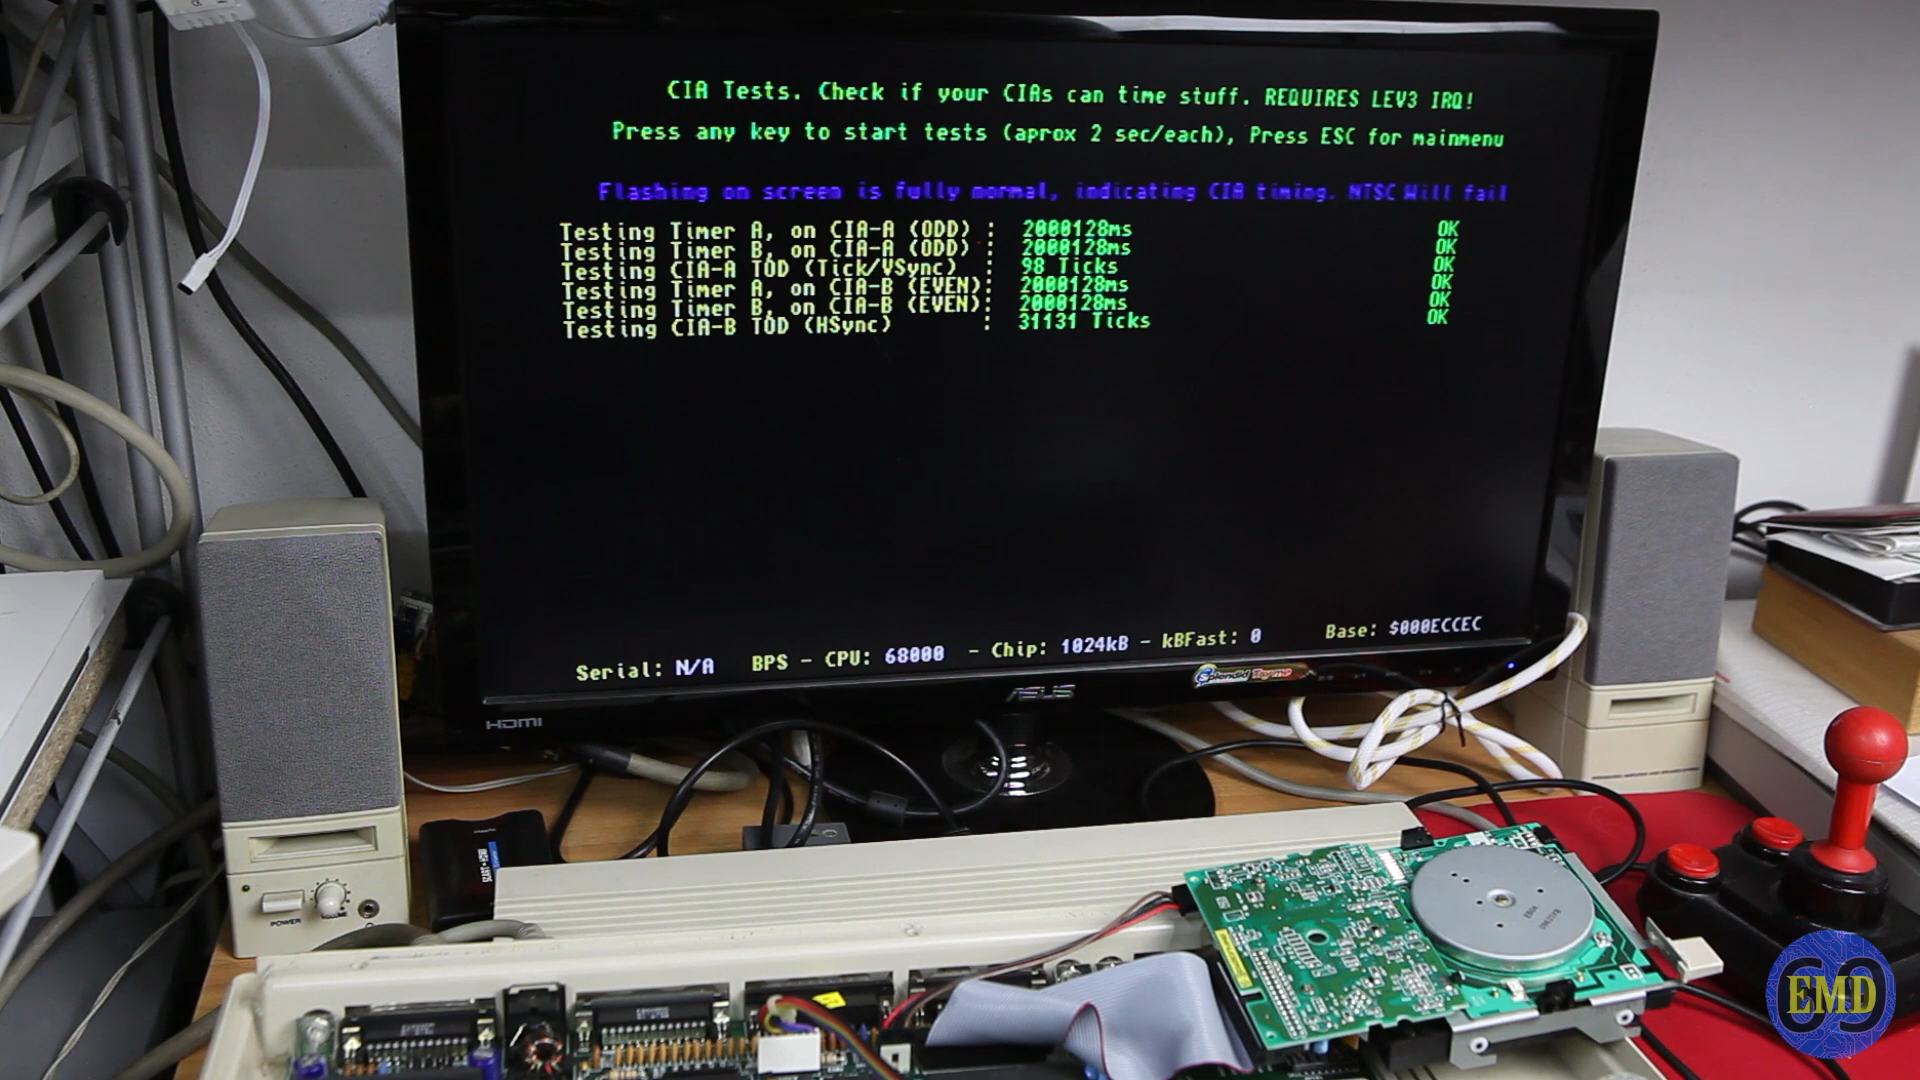 CIA Tests. Check if your CIAs can time stuff. REQUIRES LEV3 IRQ!
Press any key to start tests (aprox 2 sec/each), Press ESC for mainmenu
Flashing on screen is fully normal, indicating CIA timing. NTSC Will fail
Testing Timer A, on CIA-A (ODD) : 2000128ms OK
Testing Timer B, on CIA-A (ODD) : 2000128ms OK
Testing CIA-A TOD (Tick/VSync) : 98 Ticks OK
Testing Timer A, on CIA-B (EVEN): 2000128ms OK
Testing Timer B, on CIA-B (EVEN): 2000128ms OK
Testing CIA-B TOD (HSync) : 31131 Ticks OK
Serial: N/A BPS - CPU: 68000 - Chip: 1024kB - kBFast: 0 Base: $000ECCEC
HDMI
ASUS
Splendid
POWER
EMD